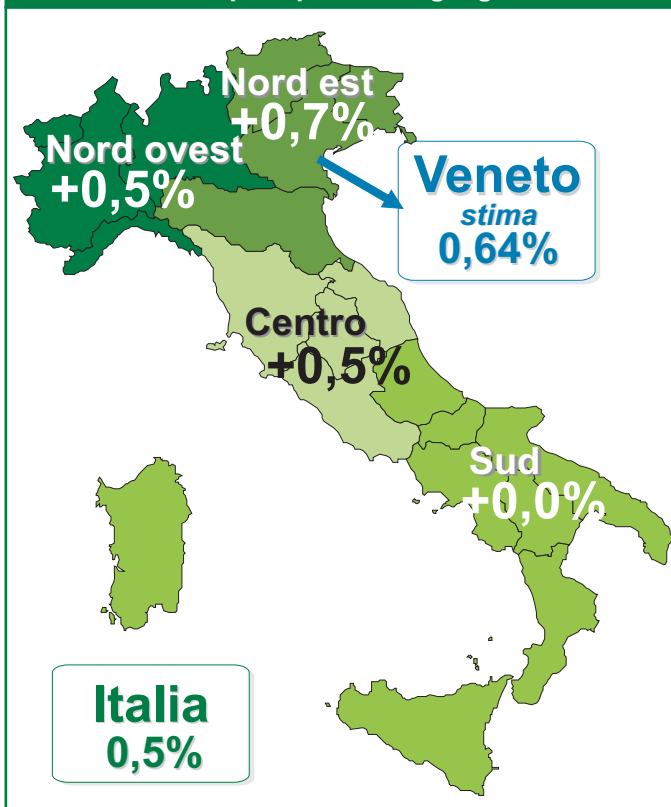 Nord est
+0,7%
Nord ovest
+0,5%
Veneto
stima
0,64%
Centro
+0,5%
Sud
+0,0%
Italia
0,5%